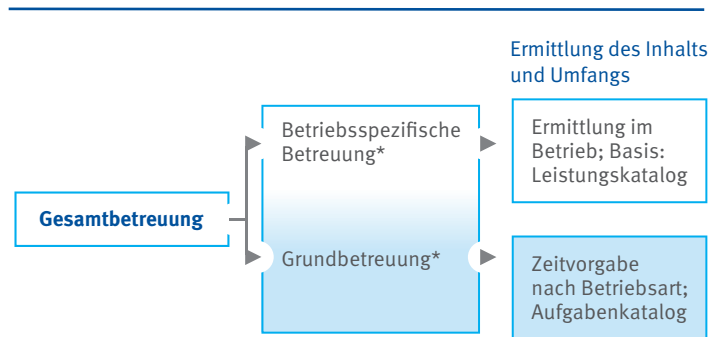 Ermittlung des Inhalts
und Umfangs
Betriebsspezifische
Betreuung*
Ermittlung im
Betrieb; Basis:
Leistungskatalog
Gesamtbetreuung
Grundbetreuung*
Zeitvorgabe
nach Betriebsart;
Aufgabenkatalog